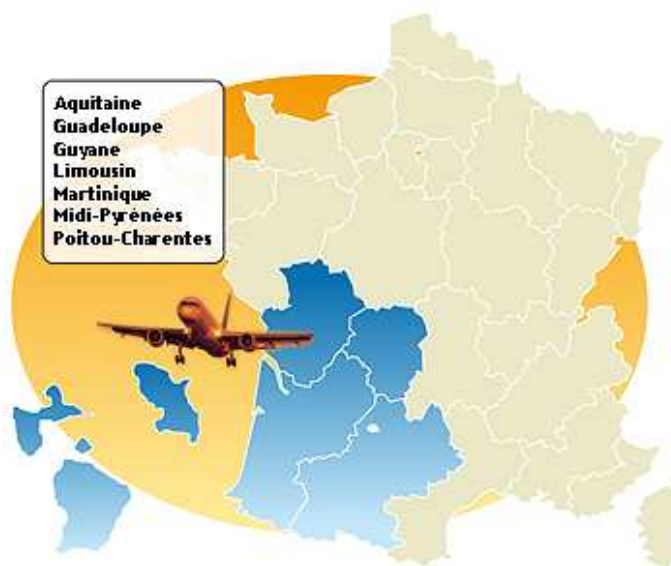 Aquitaine
Guadeloupe
Guyane
Limousin
Martinique
Midi-Pyrénées
Poitou-Charentes